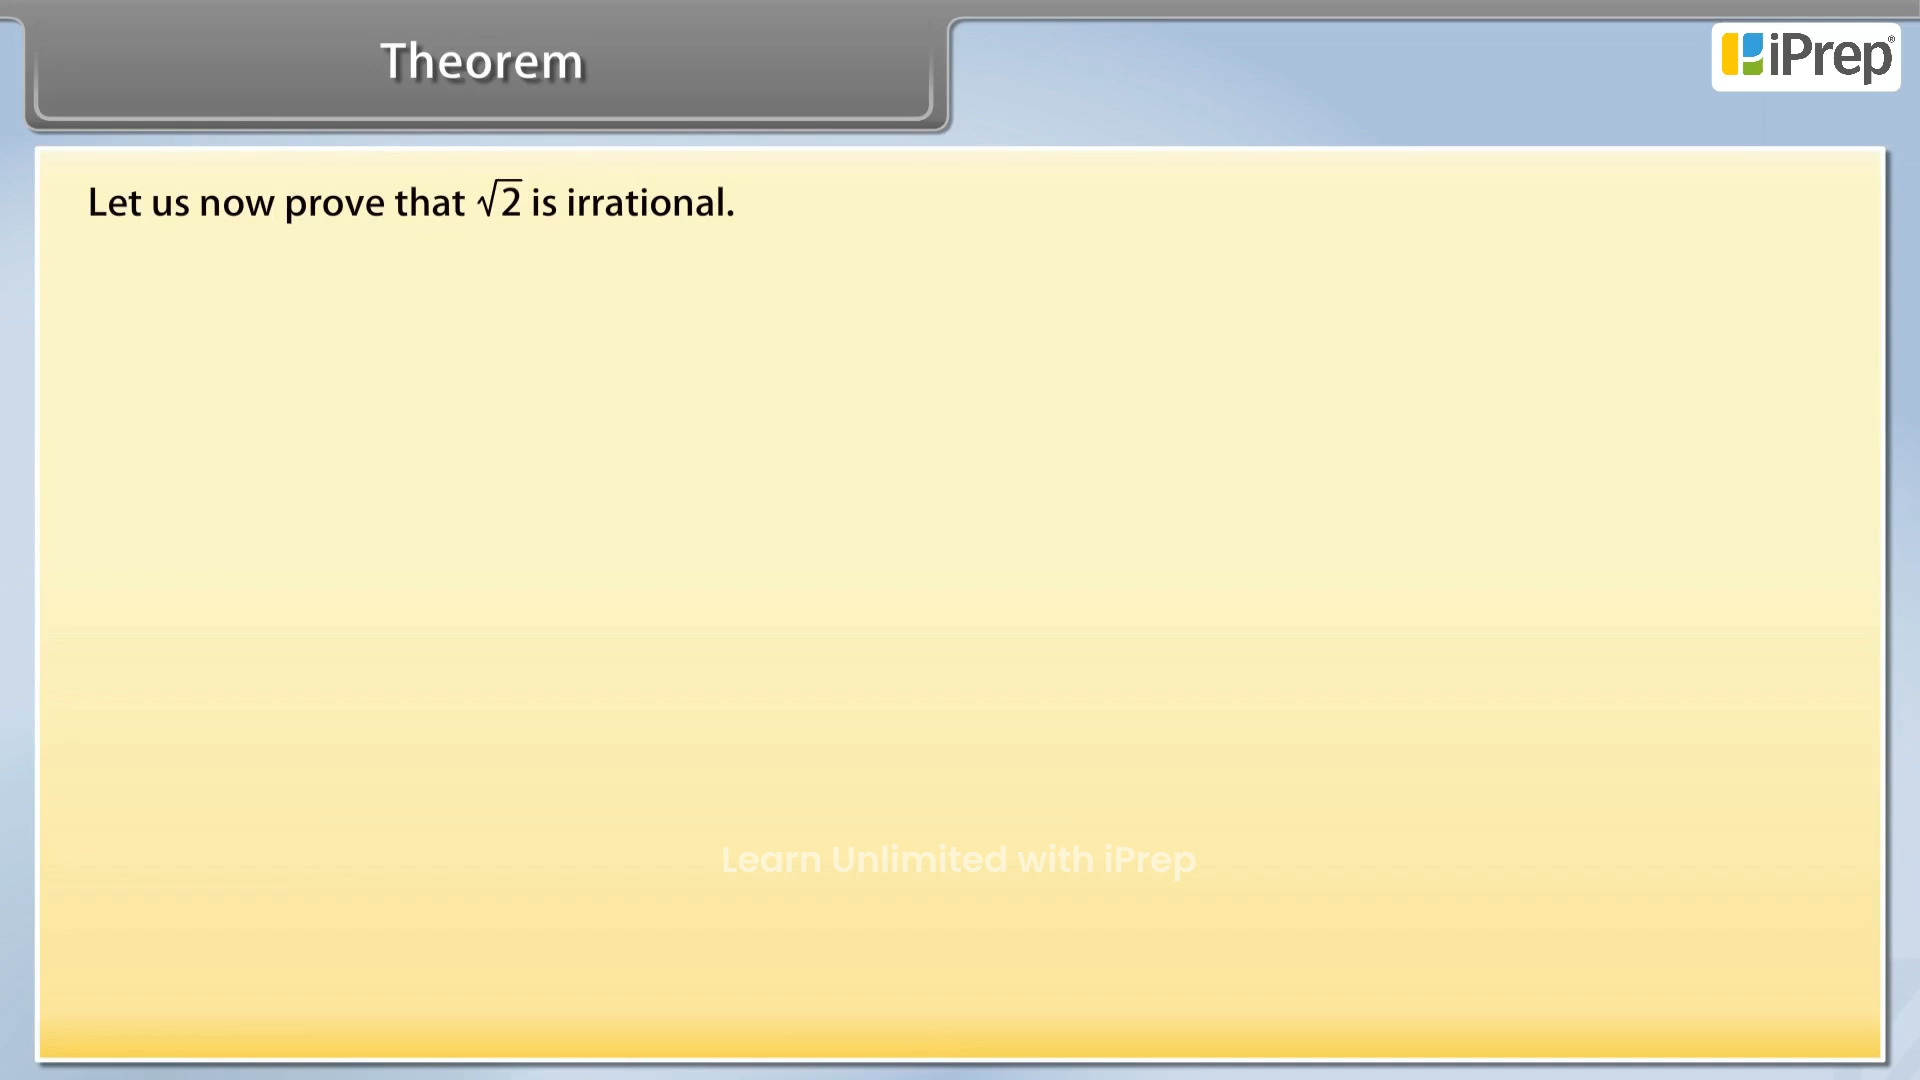 Theorem
iPrep®
Let us now prove that √2 is irrational.
Learn Unlimited with iPrep